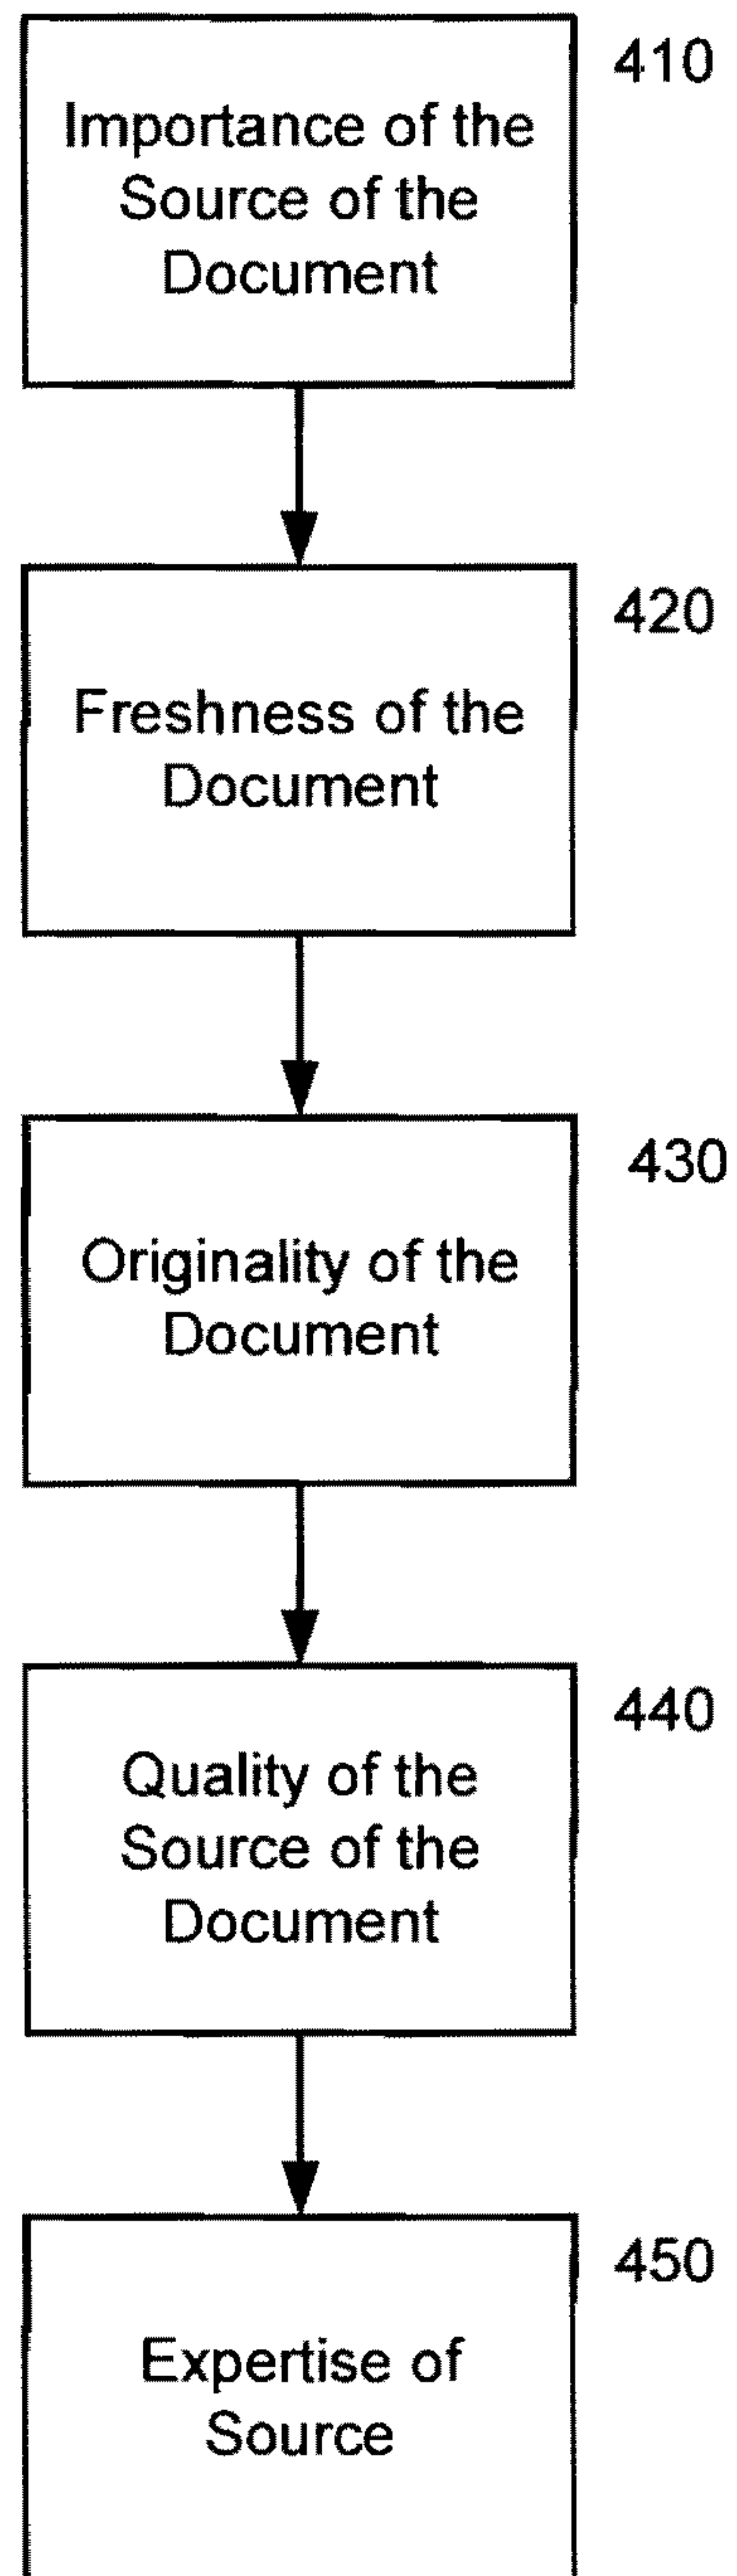 410
Importance of the
Source of the
Document
420
Freshness of the
Document
430
Originality of the
Document
440
Quality of the
Source of the
Document
450
Expertise of
Source